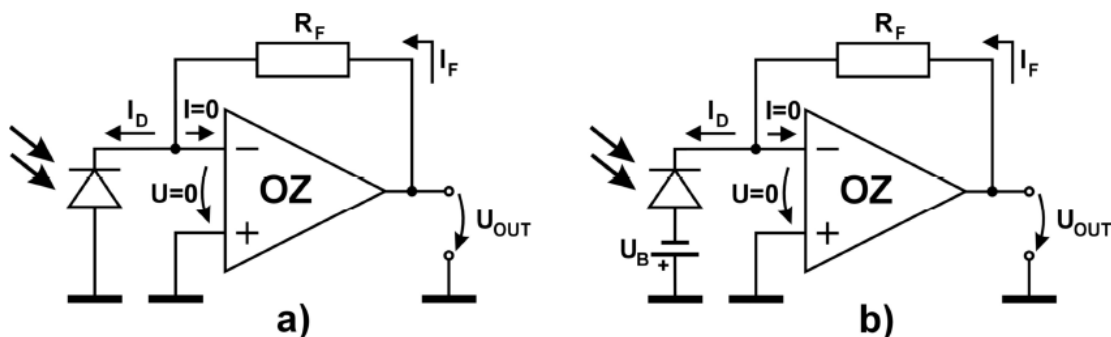 R_F
I_F
I_D
I=0
−
U=0
OZ
+
U_OUT
a)
R_F
I_F
I_D
I=0
−
U=0
OZ
U_B
+
+
U_OUT
b)